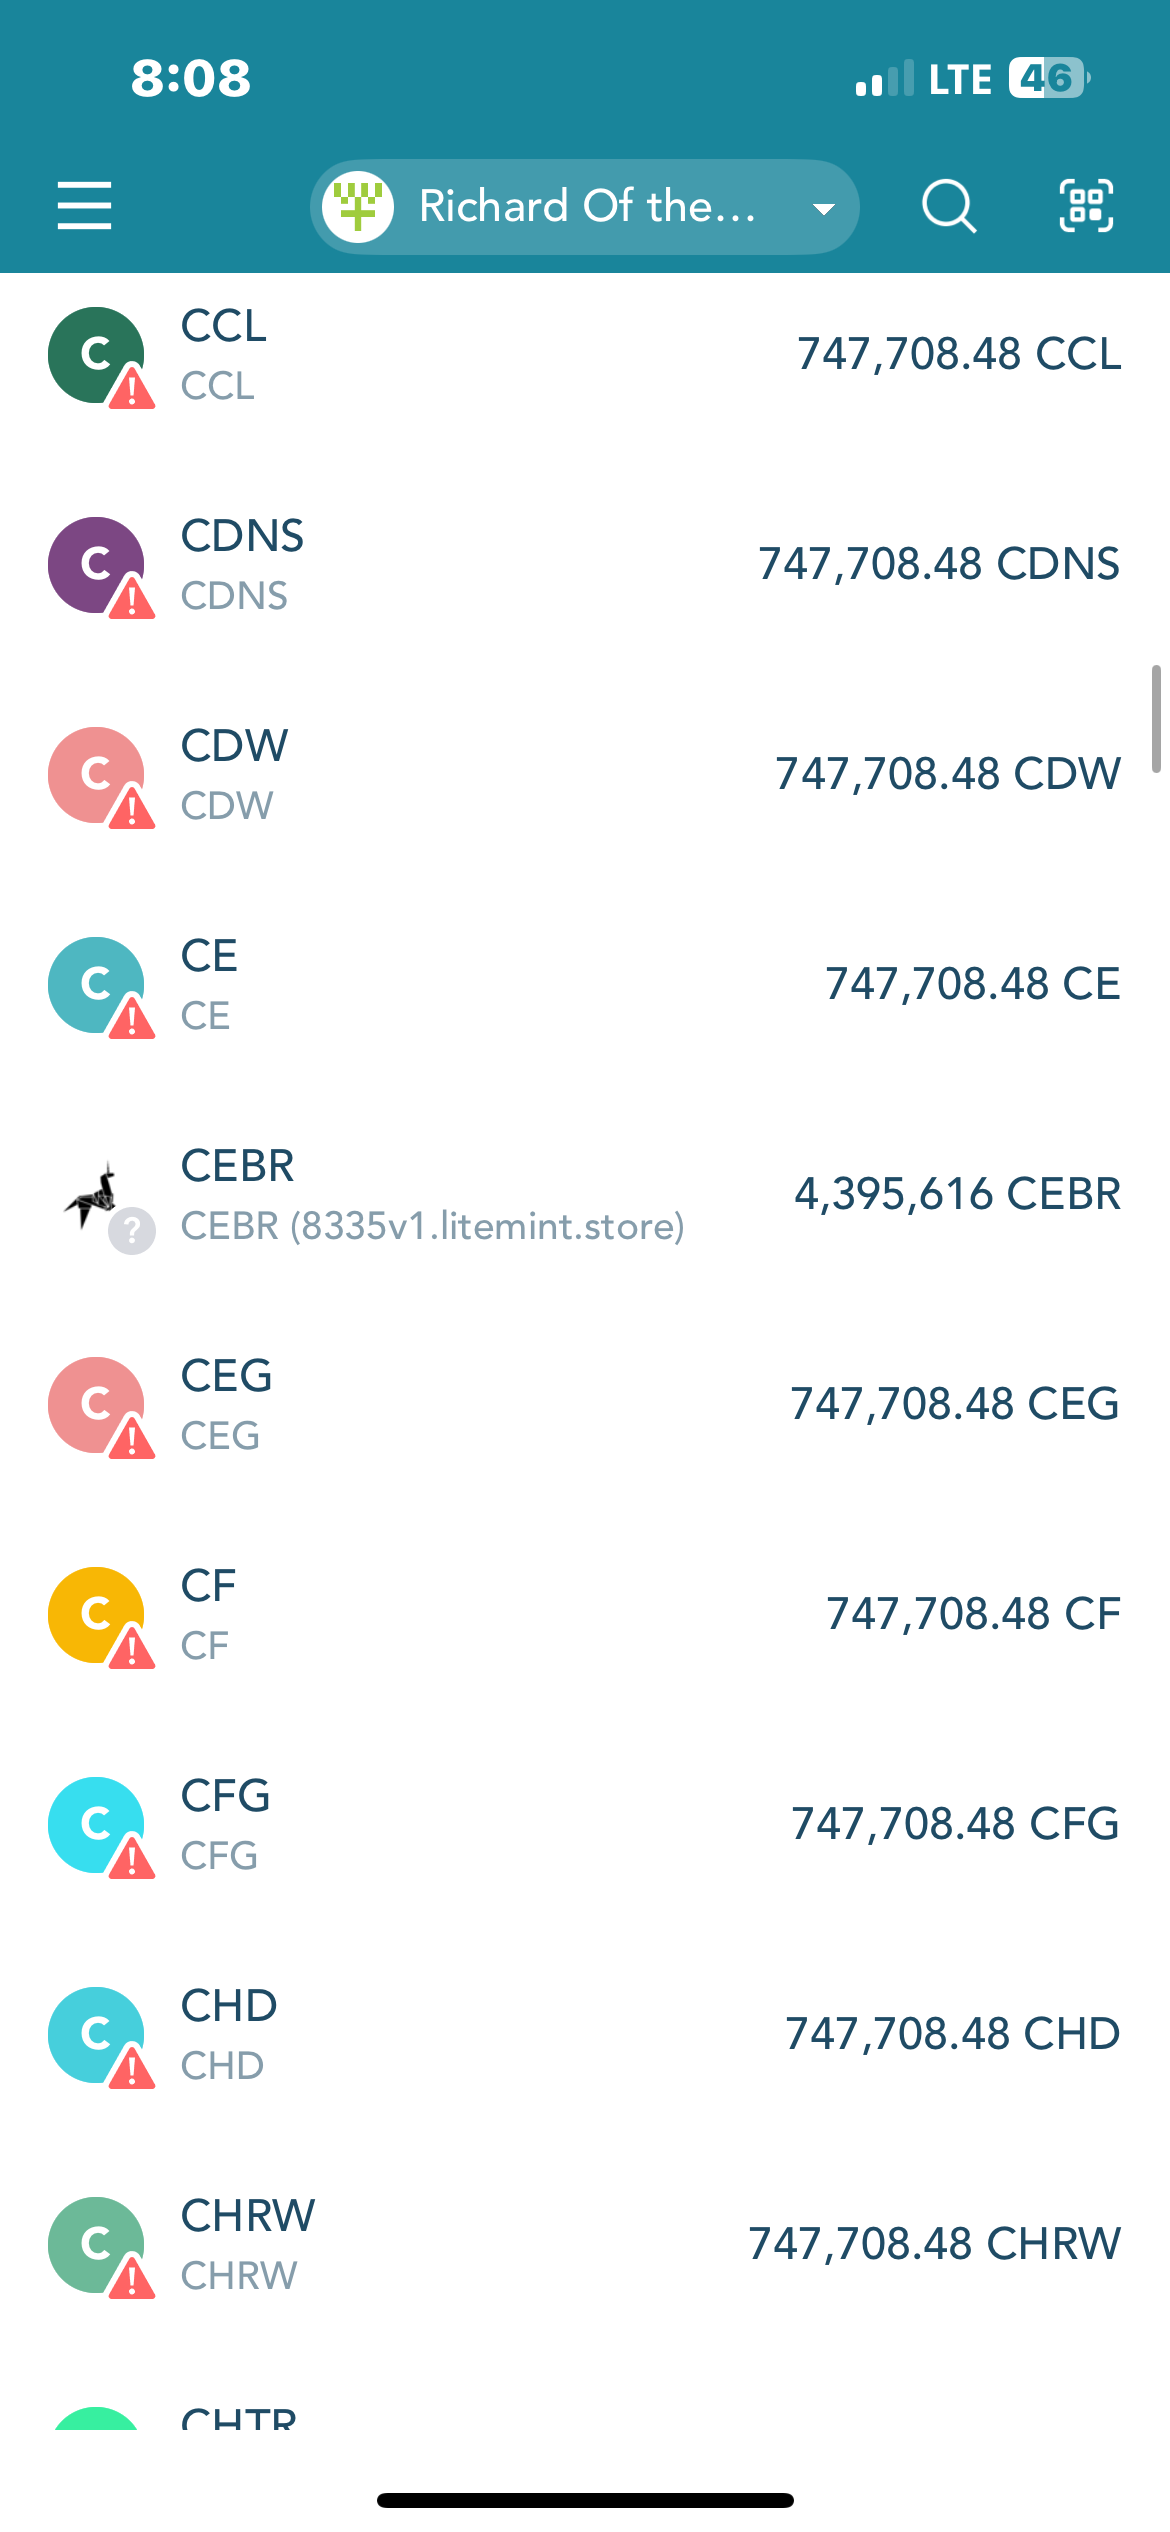 8:08
LTE 46
Richard Of the...
C
CCL
CCL
747,708.48 CCL
C
CDNS
CDNS
747,708.48 CDNS
C
CDW
CDW
747,708.48 CDW
C
CE
CE
747,708.48 CE
CEBR
CEBR (8335v1.litemint.store)
4,395,616 CEBR
?
C
CEG
CEG
747,708.48 CEG
C
CF
CF
747,708.48 CF
C
CFG
CFG
747,708.48 CFG
C
CHD
CHD
747,708.48 CHD
C
CHRW
CHRW
747,708.48 CHRW
CHTR